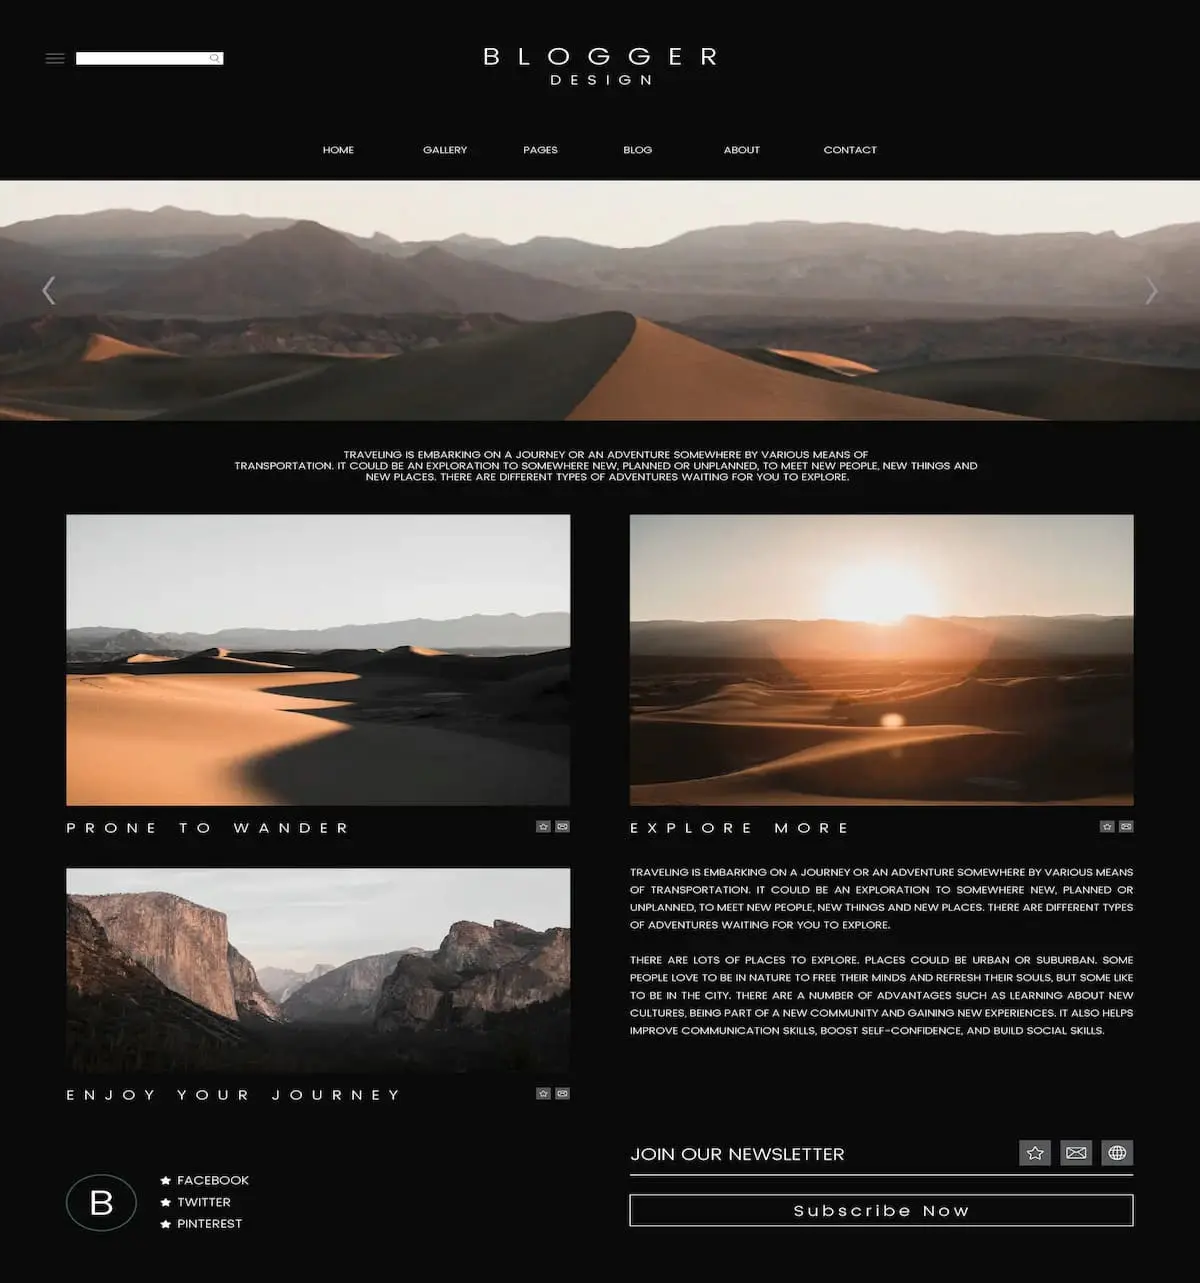 BLOGGER
DESIGN
HOME GALLERY PAGES BLOG ABOUT CONTACT
TRAVELING IS EMBARKING ON A JOURNEY OR AN ADVENTURE SOMEWHERE BY VARIOUS MEANS OF
TRANSPORTATION. IT COULD BE AN EXPLORATION TO SOMEWHERE NEW, PLANNED OR UNPLANNED, TO MEET NEW PEOPLE, NEW THINGS AND
NEW PLACES. THERE ARE DIFFERENT TYPES OF ADVENTURES WAITING FOR YOU TO EXPLORE.
PRONE TO WANDER
ENJOY YOUR JOURNEY
EXPLORE MORE
TRAVELING IS EMBARKING ON A JOURNEY OR AN ADVENTURE SOMEWHERE BY VARIOUS MEANS
OF TRANSPORTATION. IT COULD BE AN EXPLORATION TO SOMEWHERE NEW, PLANNED OR
UNPLANNED, TO MEET NEW PEOPLE, NEW THINGS AND NEW PLACES. THERE ARE DIFFERENT TYPES
OF ADVENTURES WAITING FOR YOU TO EXPLORE.
THERE ARE LOTS OF PLACES TO EXPLORE. PLACES COULD BE URBAN OR SUBURBAN. SOME
PEOPLE LOVE TO BE IN NATURE TO FREE THEIR MINDS AND REFRESH THEIR SOULS, BUT SOME LIKE
TO BE IN THE CITY. THERE ARE A NUMBER OF ADVANTAGES SUCH AS LEARNING ABOUT NEW
CULTURES, BEING PART OF A NEW COMMUNITY AND GAINING NEW EXPERIENCES. IT ALSO HELPS
IMPROVE COMMUNICATION SKILLS, BOOST SELF-CONFIDENCE, AND BUILD SOCIAL SKILLS.
B
FACEBOOK
TWITTER
PINTEREST
JOIN OUR NEWSLETTER
Subscribe Now